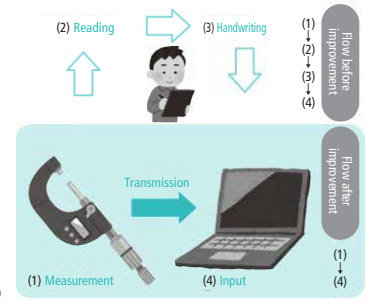 (2) Reading
(3) Handwriting
(1)
(2)
(3)
(4)
Flow before
improvement
Transmission
(1) Measurement
(4) Input
Flow after
improvement
(1)
(4)